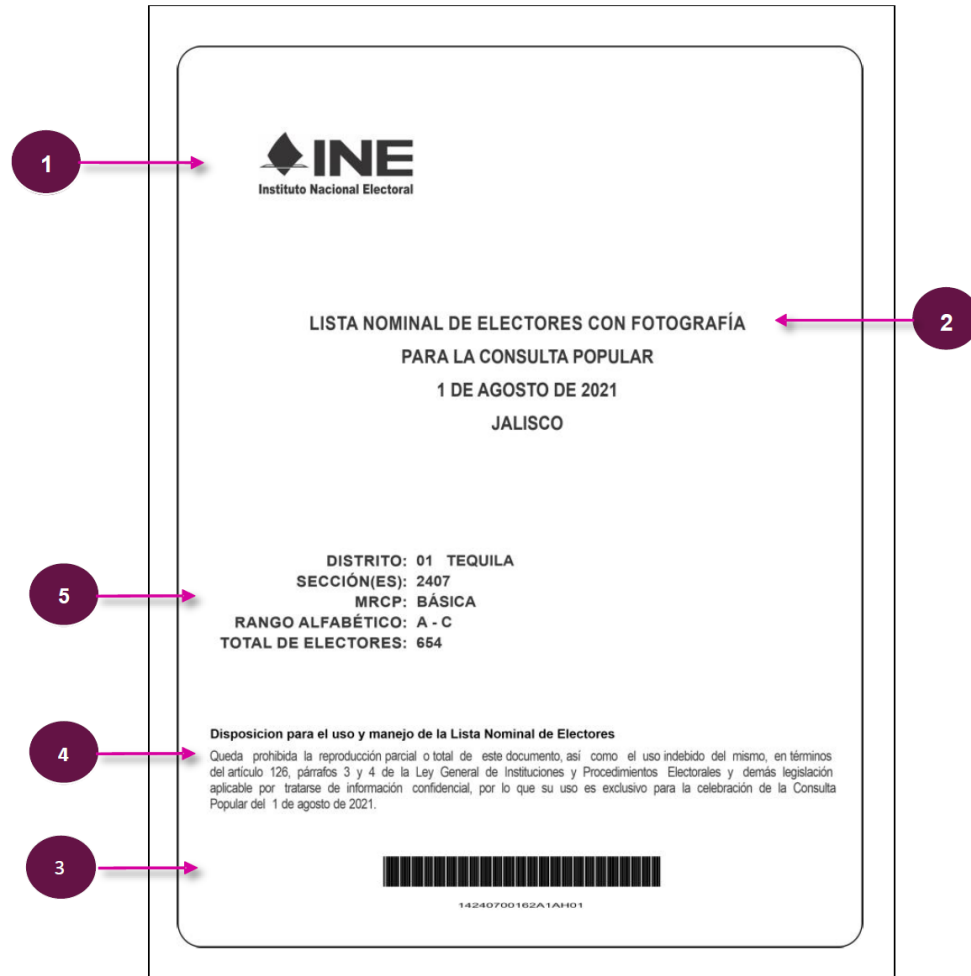 1
INE
Instituto Nacional Electoral
LISTA NOMINAL DE ELECTORES CON FOTOGRAFÍA
2
PARA LA CONSULTA POPULAR
1 DE AGOSTO DE 2021
JALISCO
DISTRITO: 01 TEQUILA
SECCIÓN(ES): 2407
5
MRCP: BÁSICA
RANGO ALFABÉTICO: A - C
TOTAL DE ELECTORES: 654
Disposicion para el uso y manejo de la Lista Nominal de Electores
4
Queda prohibida la reproducción parcial o total de este documento, así como el uso indebido del mismo, en términos
del artículo 126, párrafos 3 y 4 de la Ley General de Instituciones y Procedimientos Electorales y demás legislación
aplicable por tratarse de información confidencial, por lo que su uso es exclusivo para la celebración de la Consulta
Popular del 1 de agosto de 2021.
3
14240700162A1AH01